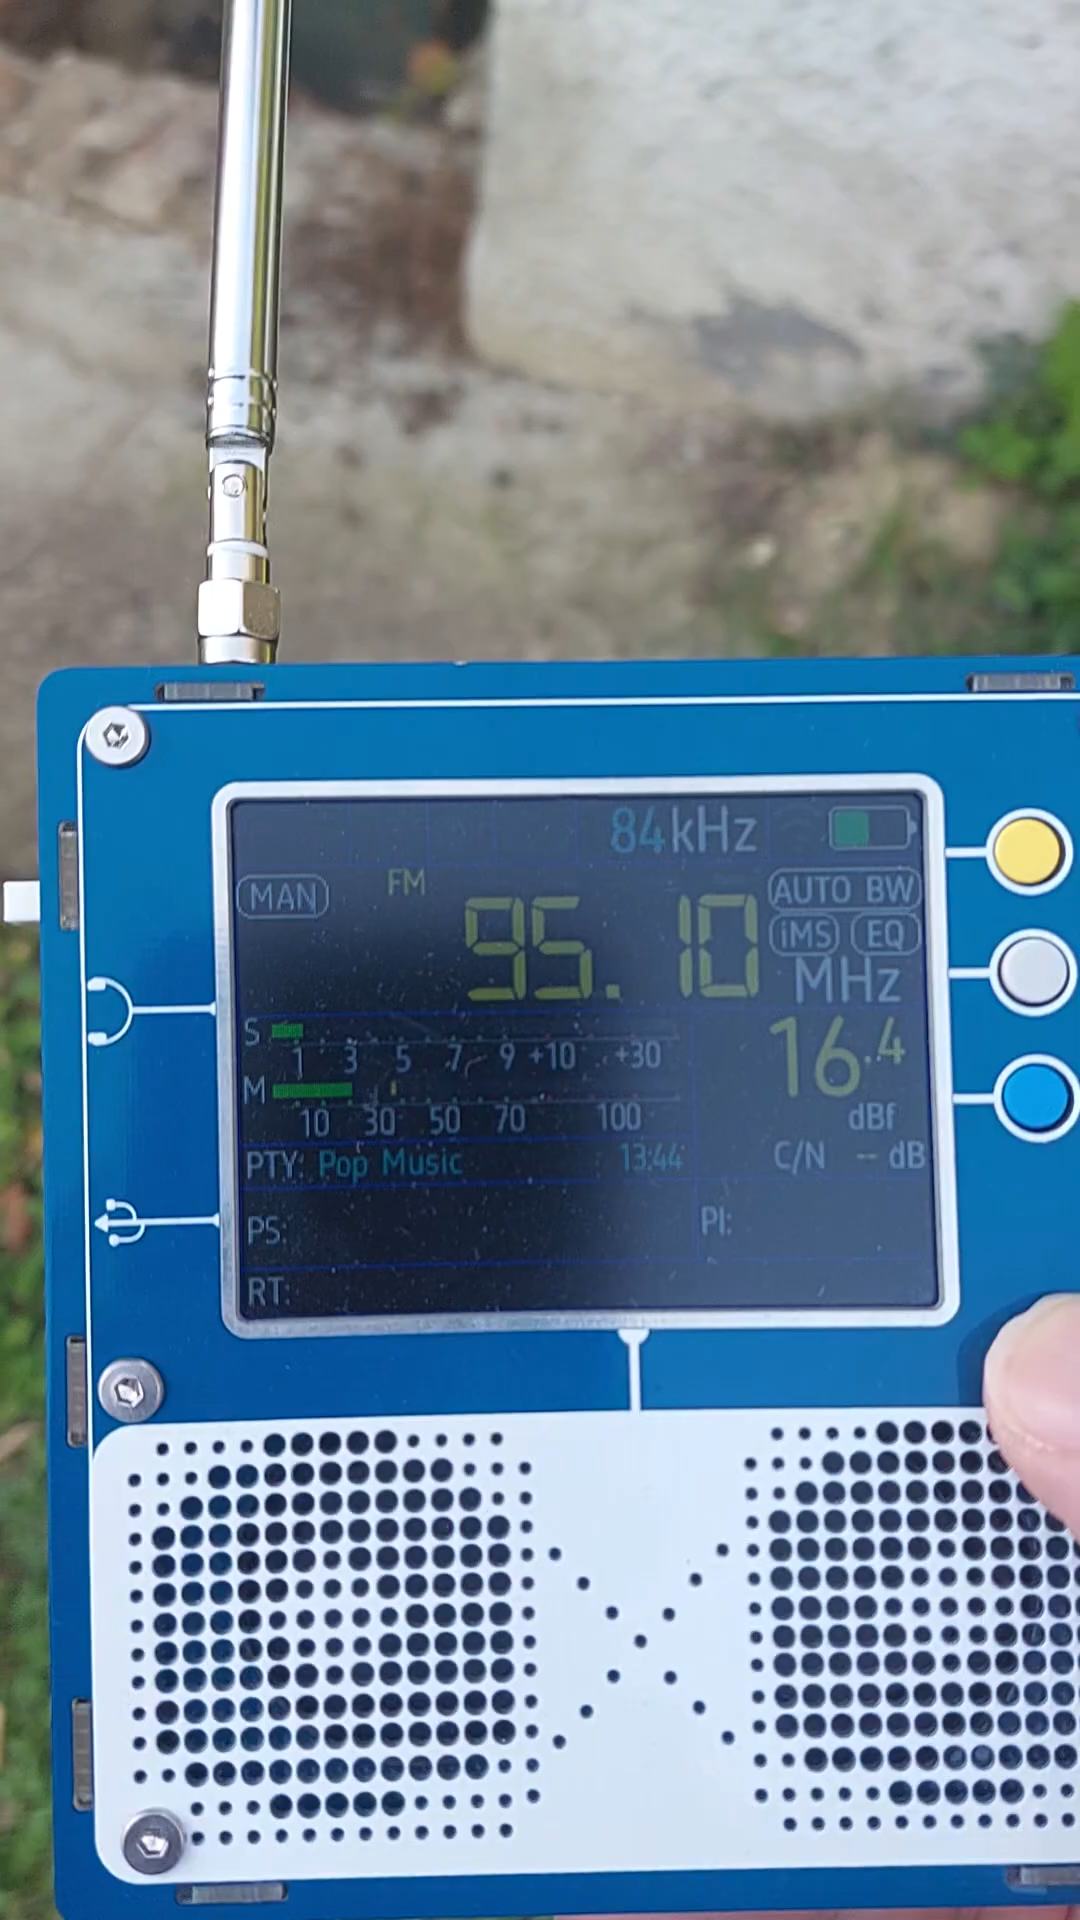 84kHz
MAN FM 95.10 AUTO BW
iMS EQ
MHz
S
1 3 5 7 9 +10 +30 16.4
M
10 30 50 70 100 dBf
PTY: Pop Music 13:44 C/N -- dB
PS: PI:
RT: